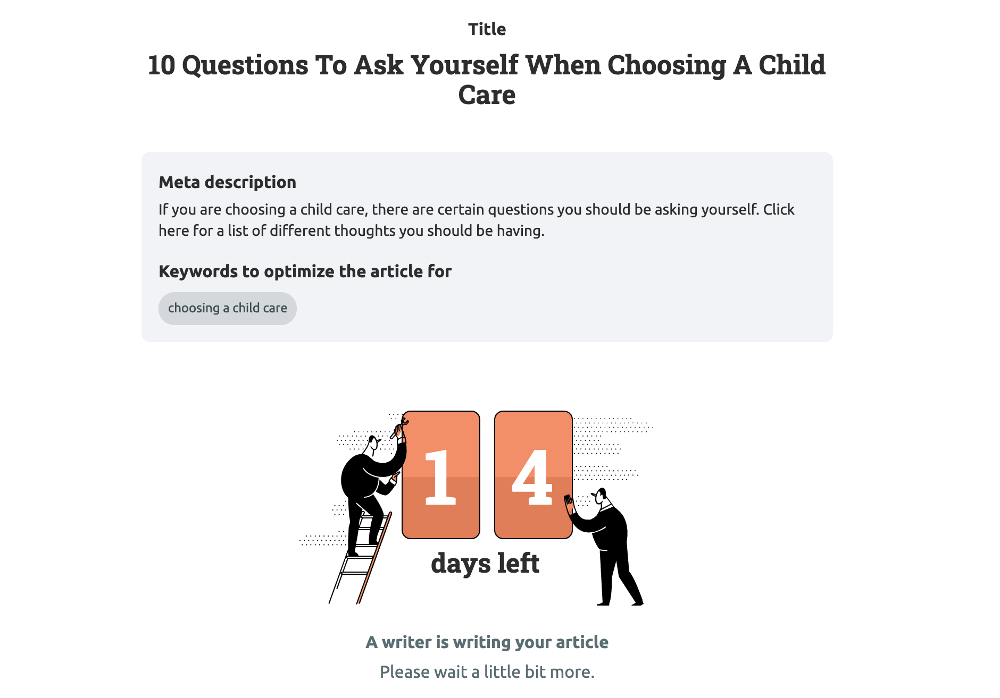 Title
10 Questions To Ask Yourself When Choosing A Child
Care
Meta description
If you are choosing a child care, there are certain questions you should be asking yourself. Click
here for a list of different thoughts you should be having.
Keywords to optimize the article for
choosing a child care
1 4
days left
A writer is writing your article
Please wait a little bit more.